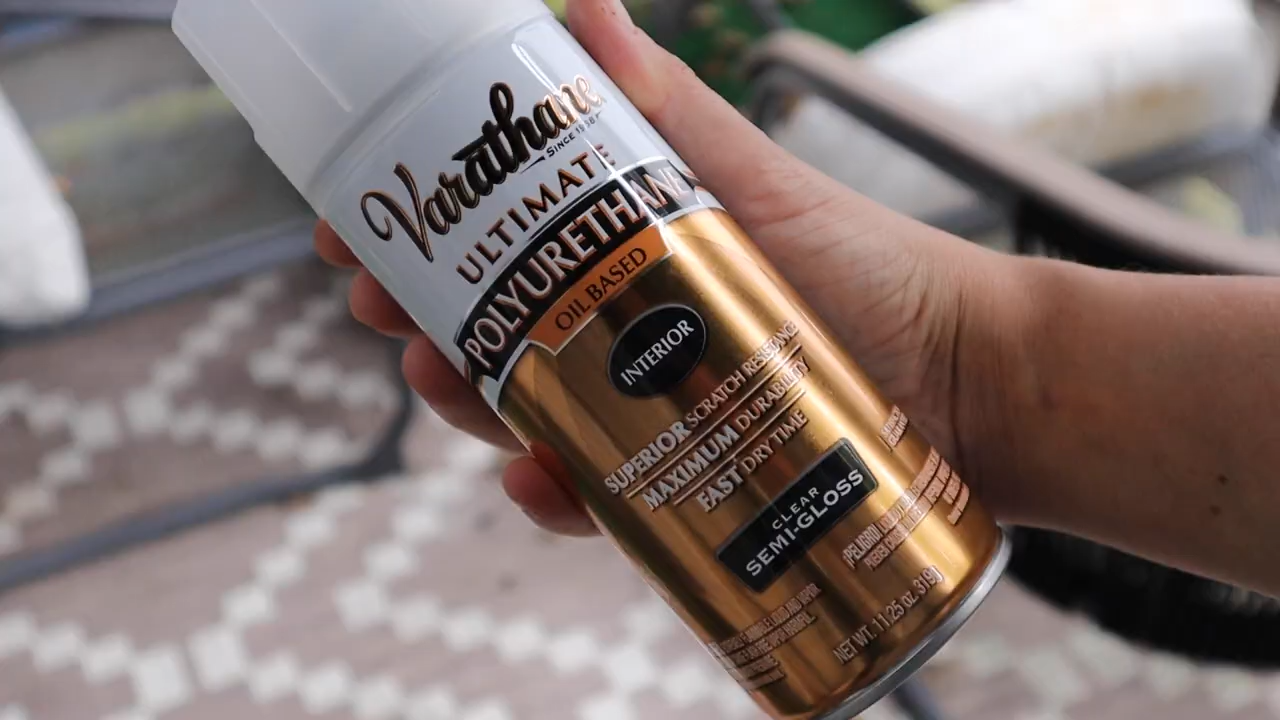 Varathane
SINCE 1958
ULTIMATE
POLYURETHANE
OIL BASED
INTERIOR
SUPERIOR SCRATCH RESISTANCE
MAXIMUM DURABILITY
FAST DRY TIME
CLEAR
SEMI-GLOSS
NET WT. 11.25 oz. 319g